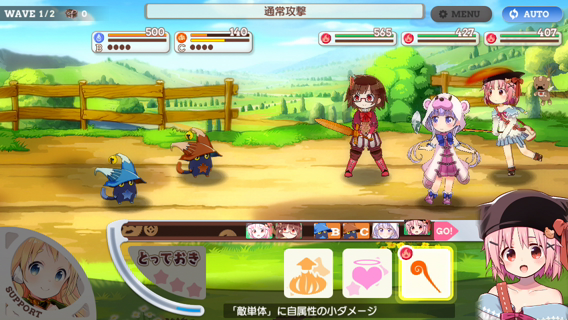 WAVE 1/2 0
通常攻撃
MENU
AUTO
500
B
140
C
565
427
407
B C GO!
とっておき
SUPPORT
「敵単体」に自属性の小ダメージ